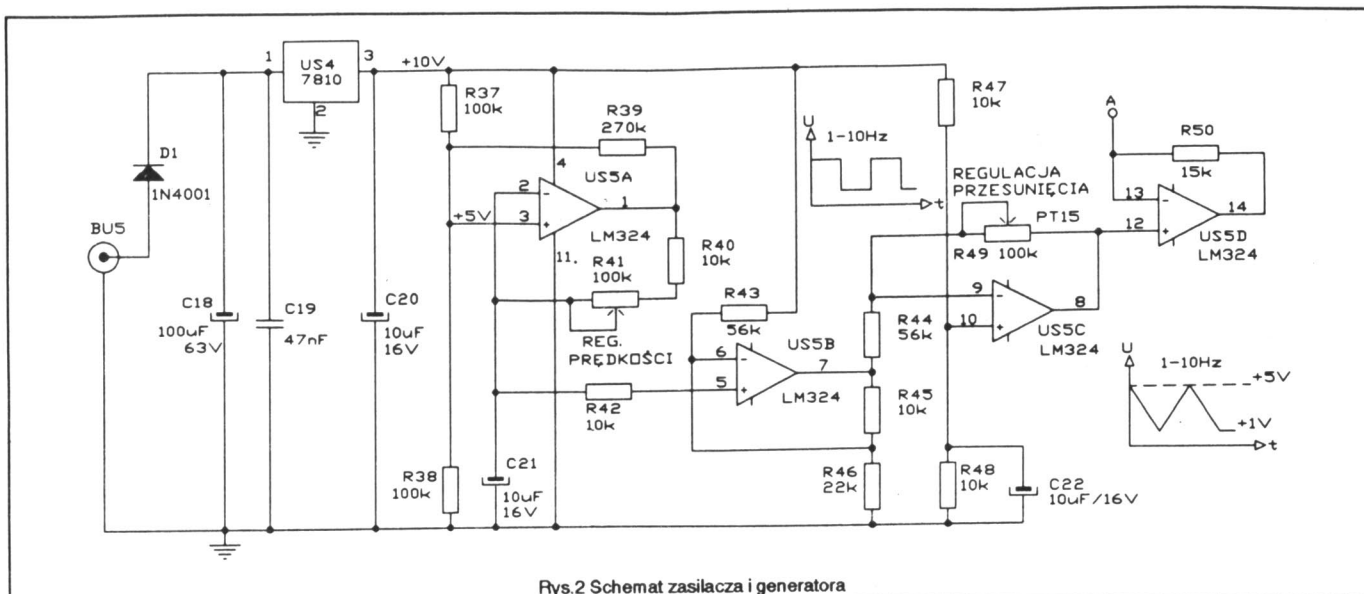 BU5
D1
1N4001
C18
100uF
63V
C19
47nF
1
US4
7810
3
2
C20
10uF
16V
+10V
R37
100k
R39
270k
4
US5A
2
3
1
+5V
LM324
11.
R40
10k
R41
100k
REG.
PRĘDKOŚCI
R42
10k
R38
100k
C21
10uF
16V
R43
56k
6
5
7
US5B
LM324
U
1-10Hz
t
R44
56k
R45
10k
R46
22k
R47
10k
REGULACJA
PRZESUNIĘCIA
PT15
R49
100k
9
10
8
US5C
LM324
R48
10k
C22
10uF/16V
A
R50
15k
13
12
14
US5D
LM324
U
1-10Hz
+5V
+1V
t
Rys.2 Schemat zasilacza i generatora